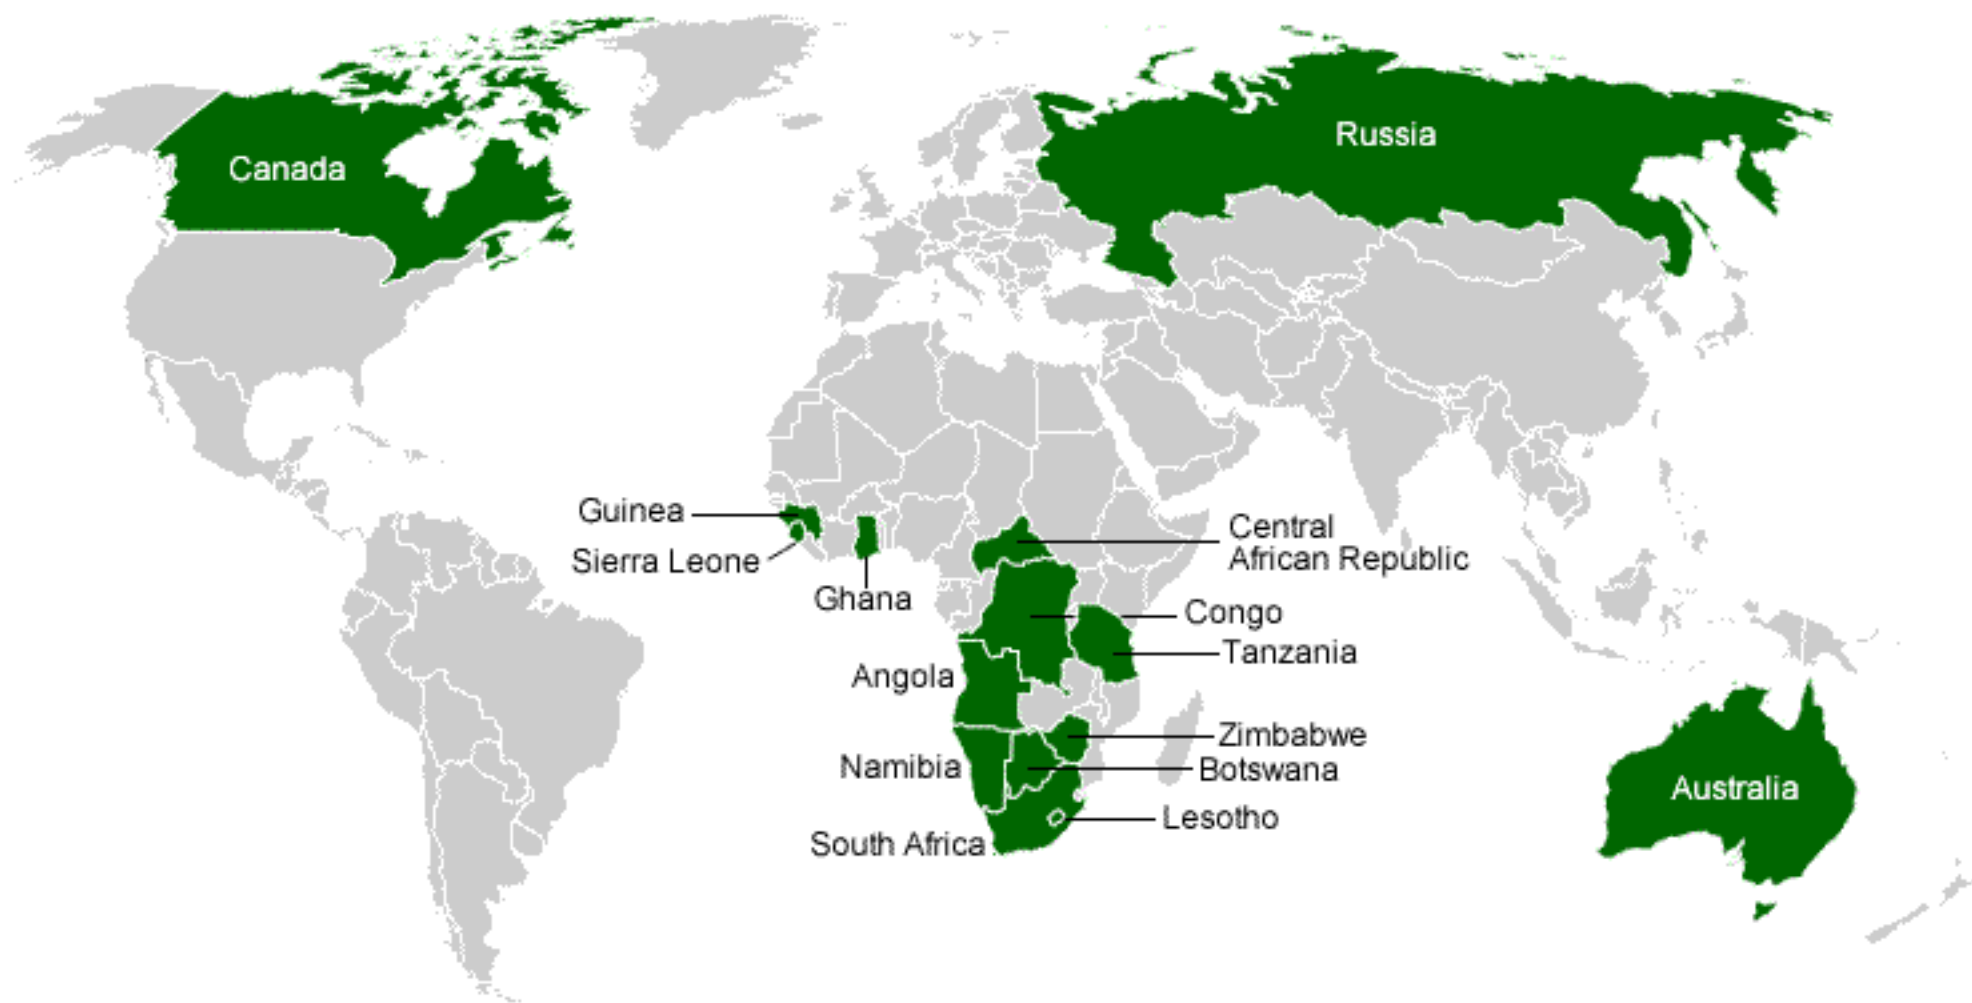 Russia
Canada
Guinea
Central
African Republic
Sierra Leone
Ghana
Congo
Tanzania
Angola
Zimbabwe
Namibia
Botswana
Australia
Lesotho
South Africa